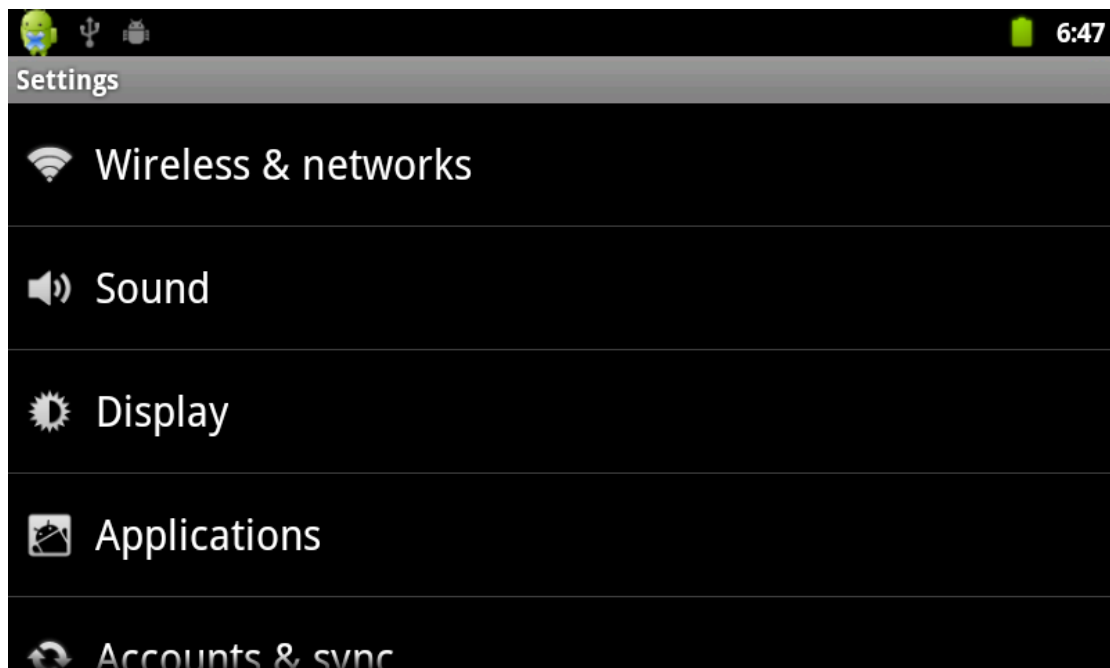 6:47
Settings
Wireless & networks
Sound
Display
Applications
Accounts & sync